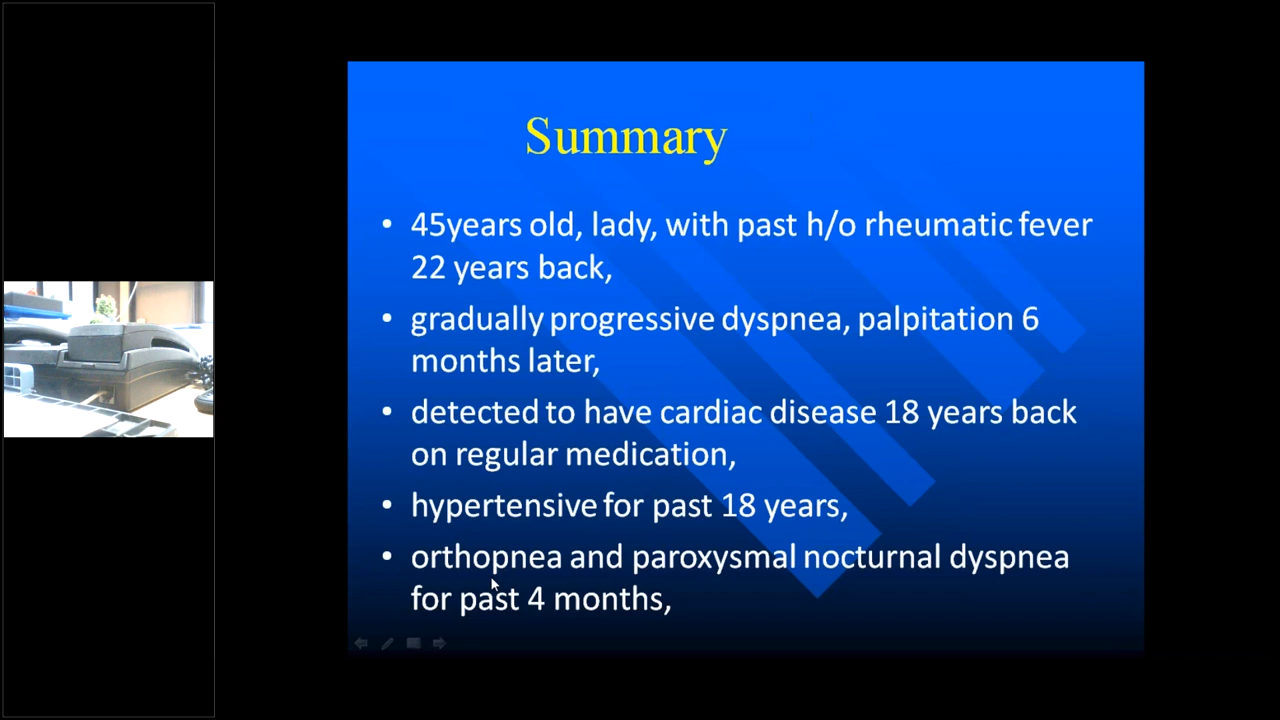 Summary
• 45years old, lady, with past h/o rheumatic fever
22 years back,
• gradually progressive dyspnea, palpitation 6
months later,
• detected to have cardiac disease 18 years back
on regular medication,
• hypertensive for past 18 years,
• orthopnea and paroxysmal nocturnal dyspnea
for past 4 months,